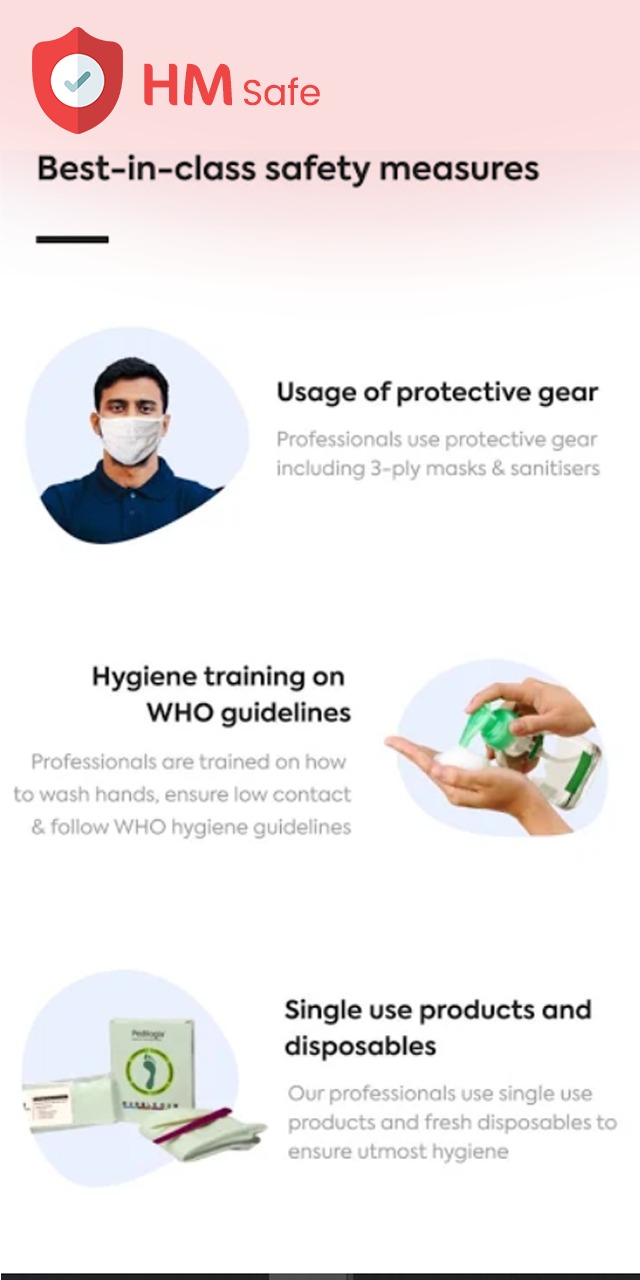 HM Safe
Best-in-class safety measures
Usage of protective gear
Professionals use protective gear
including 3-ply masks & sanitisers
Hygiene training on
WHO guidelines
Professionals are trained on how
to wash hands, ensure low contact
& follow WHO hygiene guidelines
Pedilogix
Single use products and
disposables
Our professionals use single use
products and fresh disposables to
ensure utmost hygiene